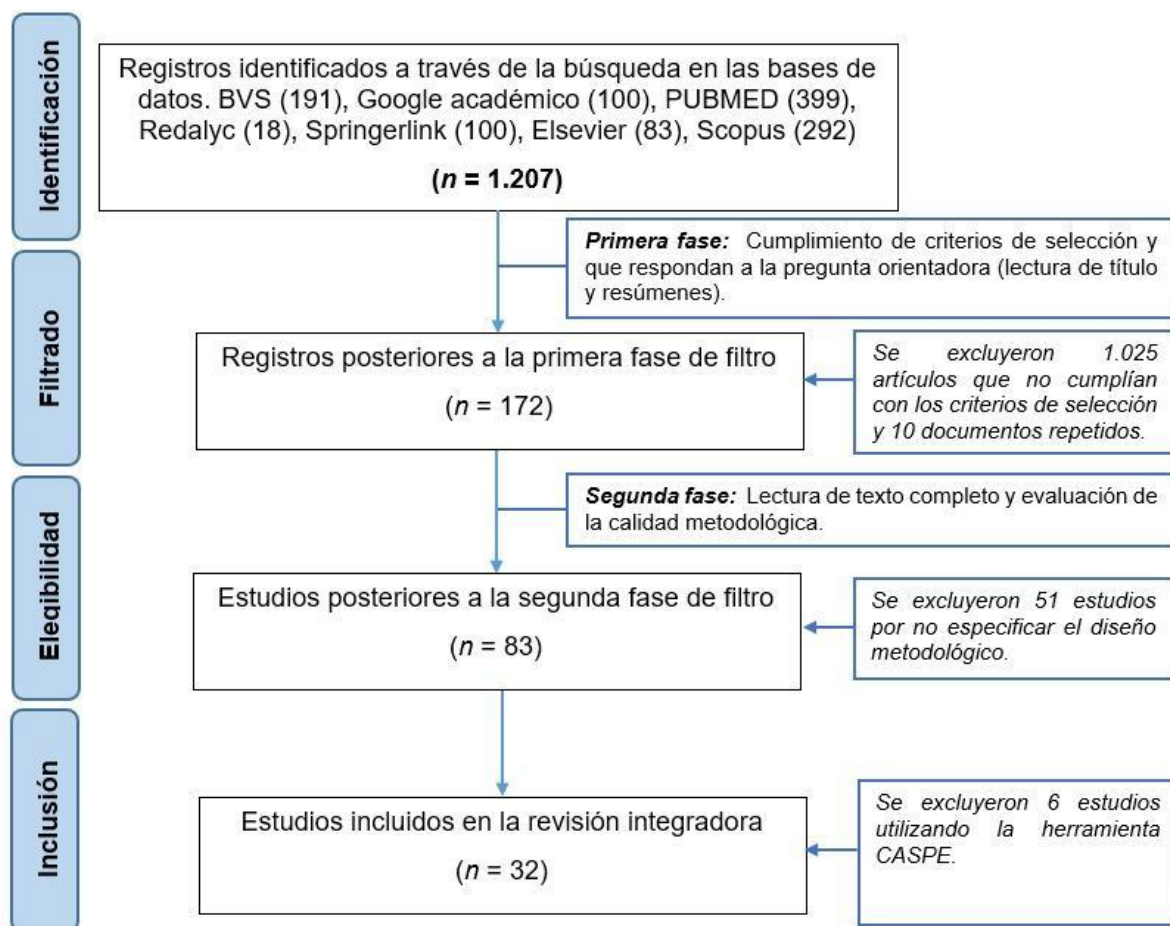 Identificación
Registros identificados a través de la búsqueda en las bases de
datos. BVS (191), Google académico (100), PUBMED (399),
Redalyc (18), Springerlink (100), Elsevier (83), Scopus (292)
(n = 1.207)
Primera fase: Cumplimiento de criterios de selección y
que respondan a la pregunta orientadora (lectura de título
y resúmenes).
Filtrado
Registros posteriores a la primera fase de filtro
(n = 172)
Se excluyeron 1.025
artículos que no cumplían
con los criterios de selección
y 10 documentos repetidos.
Segunda fase: Lectura de texto completo y evaluación de
la calidad metodológica.
Eleqibilidad
Estudios posteriores a la segunda fase de filtro
(n = 83)
Se excluyeron 51 estudios
por no especificar el diseño
metodológico.
Inclusión
Estudios incluidos en la revisión integradora
(n = 32)
Se excluyeron 6 estudios
utilizando la herramienta
CASPE.